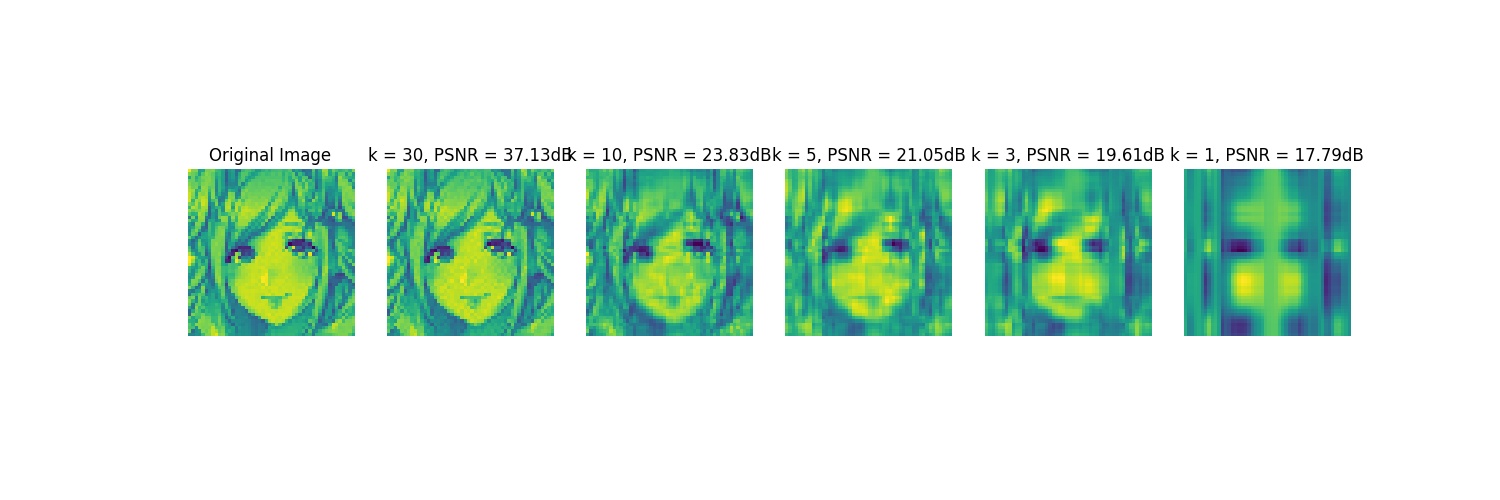 Original Image
k = 30, PSNR = 37.13dB
k = 10, PSNR = 23.83dB
k = 5, PSNR = 21.05dB
k = 3, PSNR = 19.61dB
k = 1, PSNR = 17.79dB